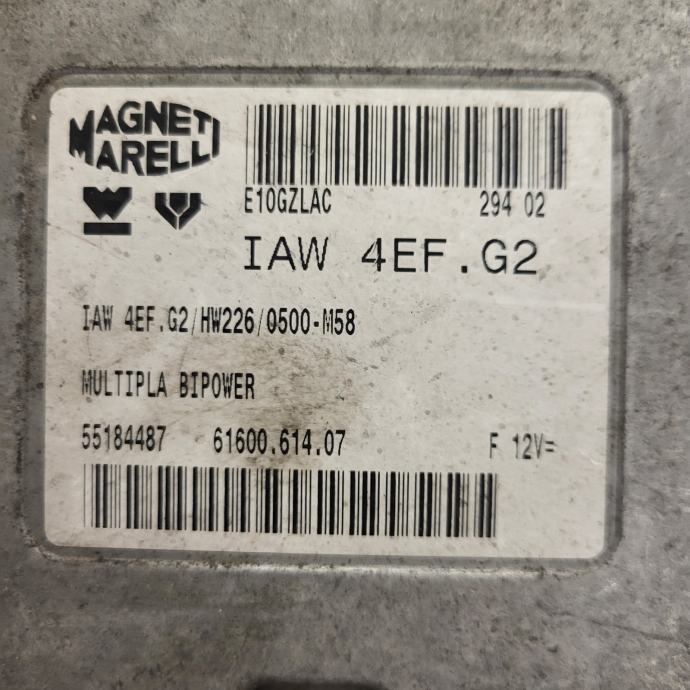 MAGNETI
MARELLI
E10GZLAC 294 02
IAW 4EF.G2
IAW 4EF.G2/HW226/0500-M58
MULTIPLA BIPOWER
55184487 61600.614.07 F 12V=